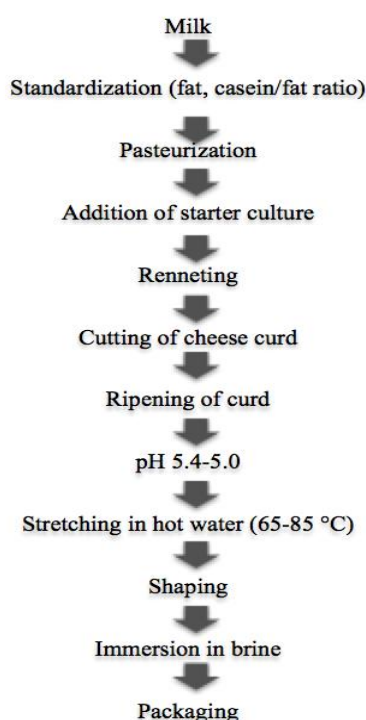 Milk
Standardization (fat, casein/fat ratio)
Pasteurization
Addition of starter culture
Renneting
Cutting of cheese curd
Ripening of curd
pH 5.4-5.0
Stretching in hot water (65-85 °C)
Shaping
Immersion in brine
Packaging